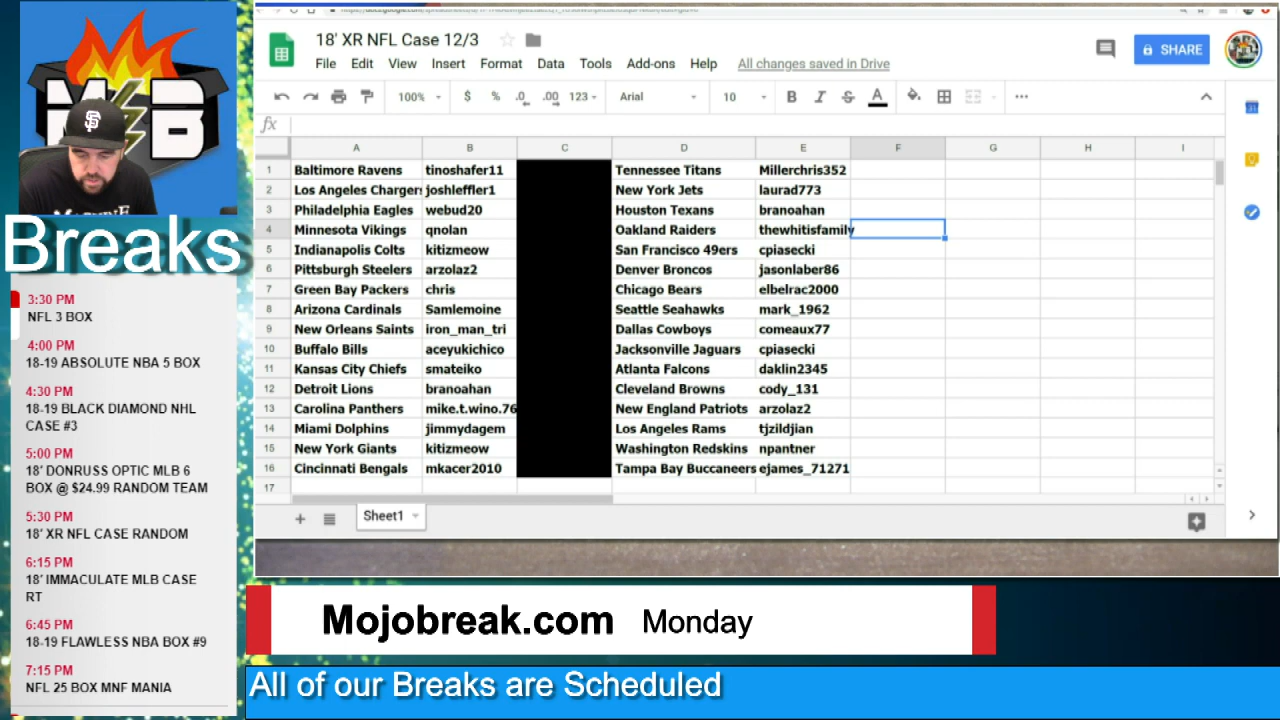 18' XR NFL Case 12/3
File Edit View Insert Format Data Tools Add-ons Help All changes saved in Drive
SHARE
100% $ % .0 .00 123 Arial 10 B I S A
fx
A B C D E F G H I
1 Baltimore Ravens tinoshafer11 Tennessee Titans Millerchris352
2 Los Angeles Chargers joshleffler1 New York Jets laurad773
3 Philadelphia Eagles webud20 Houston Texans branoahan
4 Minnesota Vikings qnolan Oakland Raiders thewhitisfamily
5 Indianapolis Colts kitizmeow San Francisco 49ers cpiasecki
6 Pittsburgh Steelers arzolaz2 Denver Broncos jasonlaber86
7 Green Bay Packers chris Chicago Bears elbelrac2000
8 Arizona Cardinals Samlemoine Seattle Seahawks mark_1962
9 New Orleans Saints iron_man_tri Dallas Cowboys comeaux77
10 Buffalo Bills aceyukichico Jacksonville Jaguars cpiasecki
11 Kansas City Chiefs smateiko Atlanta Falcons daklin2345
12 Detroit Lions branoahan Cleveland Browns cody_131
13 Carolina Panthers mike.t.wino.76 New England Patriots arzolaz2
14 Miami Dolphins jimmydagem Los Angeles Rams tjzildjian
15 New York Giants kitizmeow Washington Redskins npantner
16 Cincinnati Bengals mkacer2010 Tampa Bay Buccaneers ejames_71271
17
Sheet1
M B
SF
Breaks
3:30 PM
NFL 3 BOX
4:00 PM
18-19 ABSOLUTE NBA 5 BOX
4:30 PM
18-19 BLACK DIAMOND NHL
CASE #3
5:00 PM
18' DONRUSS OPTIC MLB 6
BOX @ $24.99 RANDOM TEAM
5:30 PM
18' XR NFL CASE RANDOM
6:15 PM
18' IMMACULATE MLB CASE
RT
6:45 PM
18-19 FLAWLESS NBA BOX #9
7:15 PM
NFL 25 BOX MNF MANIA
Mojobreak.com Monday
All of our Breaks are Scheduled